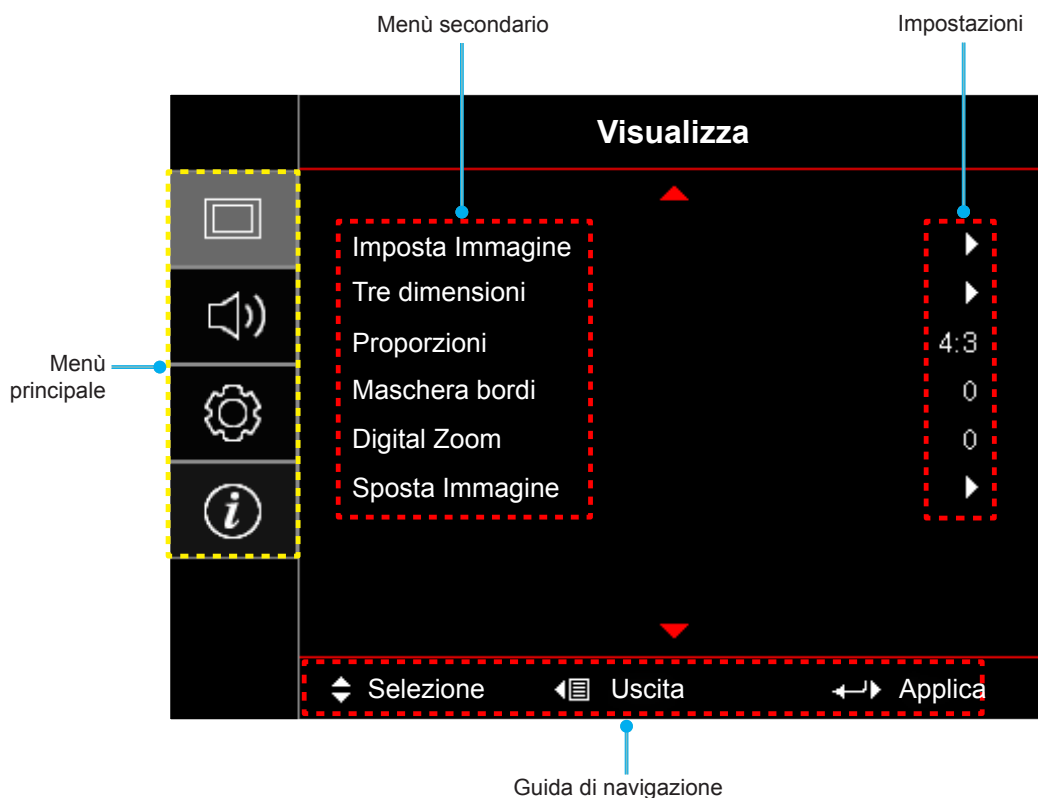 Menù secondario
Impostazioni
Visualizza
Imposta Immagine
Tre dimensioni
Proporzioni 4:3
Maschera bordi 0
Digital Zoom 0
Sposta Immagine
Menù
principale
Selezione Uscita Applica
Guida di navigazione